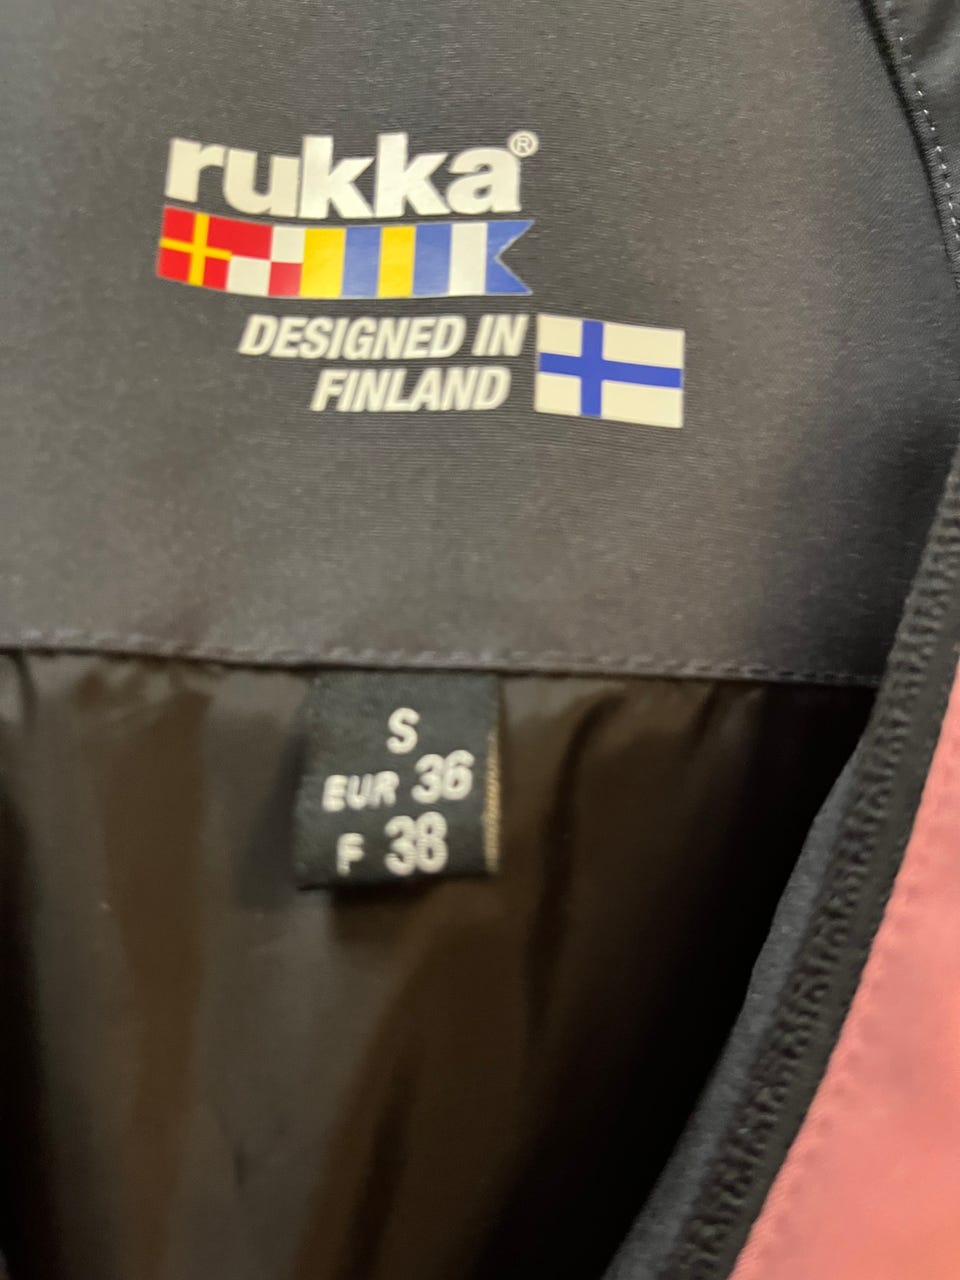 rukka®
DESIGNED IN
FINLAND
S
EUR 36
F 38